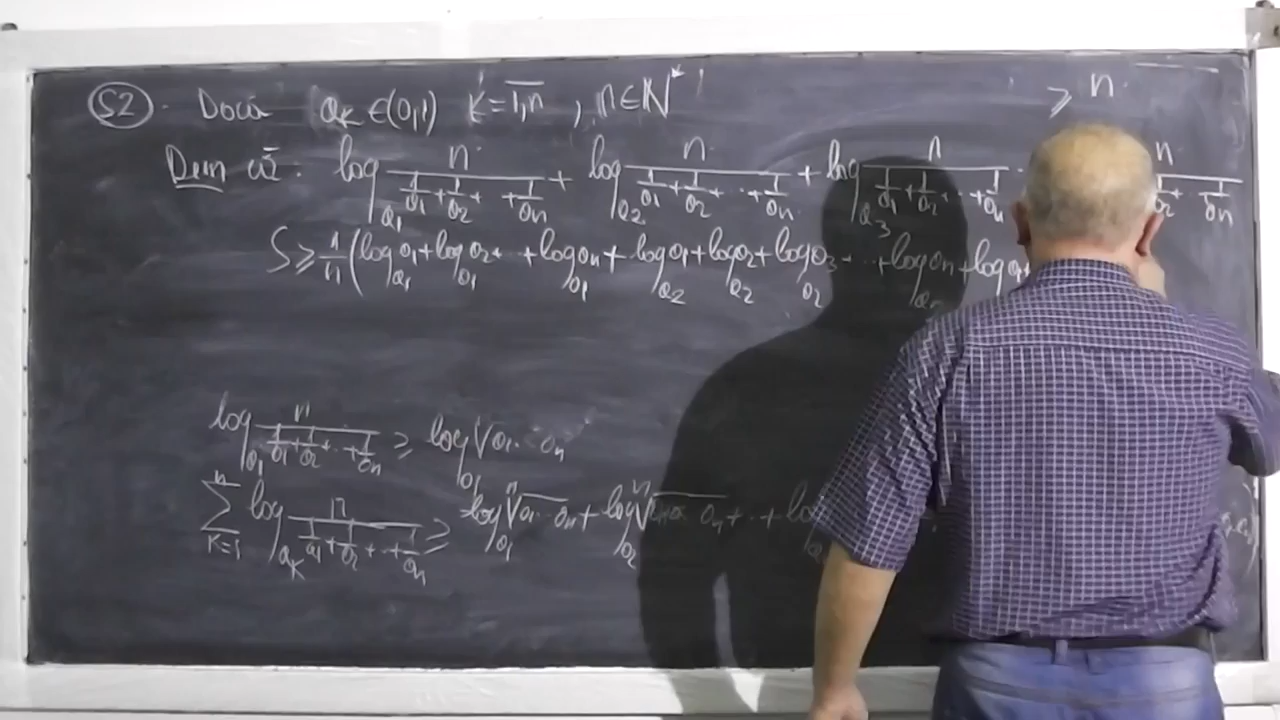 S2 . Dacă a_k ∈ (0,1) k = \overline{1,n} , n ∈ N* ≥ n
Dem că : log_{a_1} n/(1/a_1 + 1/a_2 + ... + 1/a_n) + log_{a_2} n/(1/a_1 + 1/a_2 + ... + 1/a_n) + log_{a_3} n/(1/a_1 + 1/a_2 + ... + 1/a_n)
S ≥ 1/n ( log_{a_1} a_1 + log_{a_1} a_2 + ... + log_{a_1} a_n + log_{a_2} a_1 + log_{a_2} a_2 + log_{a_2} a_3 + ... + log a_n + log a_1
log_{a_1} n/(1/a_1 + 1/a_2 + ... + 1/a_n) ≥ log_{a_1} √a_1 ... a_n
∑_{k=1}^{n} log_{a_k} n/(1/a_1 + 1/a_2 + ... + 1/a_n) ≥ log_{a_1} ⁿ√a_1 ... a_n + log_{a_2} ⁿ√ a_n + ... +